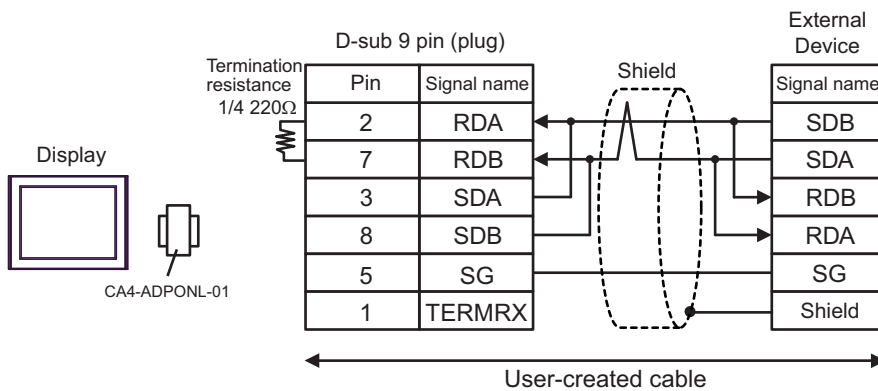 D-sub 9 pin (plug)
External
Device
Termination
resistance
1/4 220Ω
Shield
Pin Signal name Signal name
2 RDA SDB
7 RDB SDA
3 SDA RDB
8 SDB RDA
5 SG SG
1 TERMRX Shield
Display
CA4-ADPONL-01
User-created cable